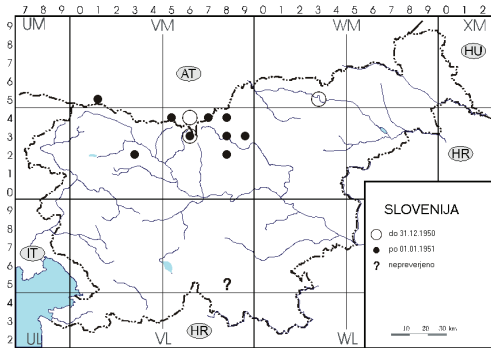 7 8 9 0 1 2 3 4 5 6 7 8 9 0 1 2 3 4 5 6 7 8 9 0 1 2
UM VM WM XM
9
8
7
6
5
4
3
2
1
0
9
8
7
6
5
4
3
2
AT
HU
HR
IT
HR
?
UL VL WL
SLOVENIJA
do 31.12.1950
po 01.01.1951
? nepreverjeno
10 20 30 km